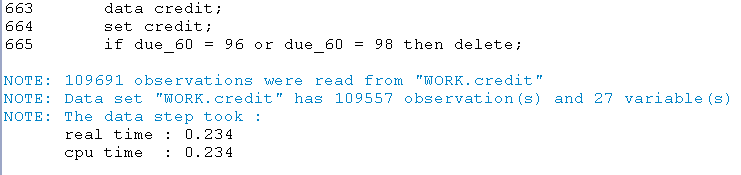 663 data credit;
664 set credit;
665 if due_60 = 96 or due_60 = 98 then delete;
NOTE: 109691 observations were read from "WORK.credit"
NOTE: Data set "WORK.credit" has 109557 observation(s) and 27 variable(s)
NOTE: The data step took :
real time : 0.234
cpu time : 0.234